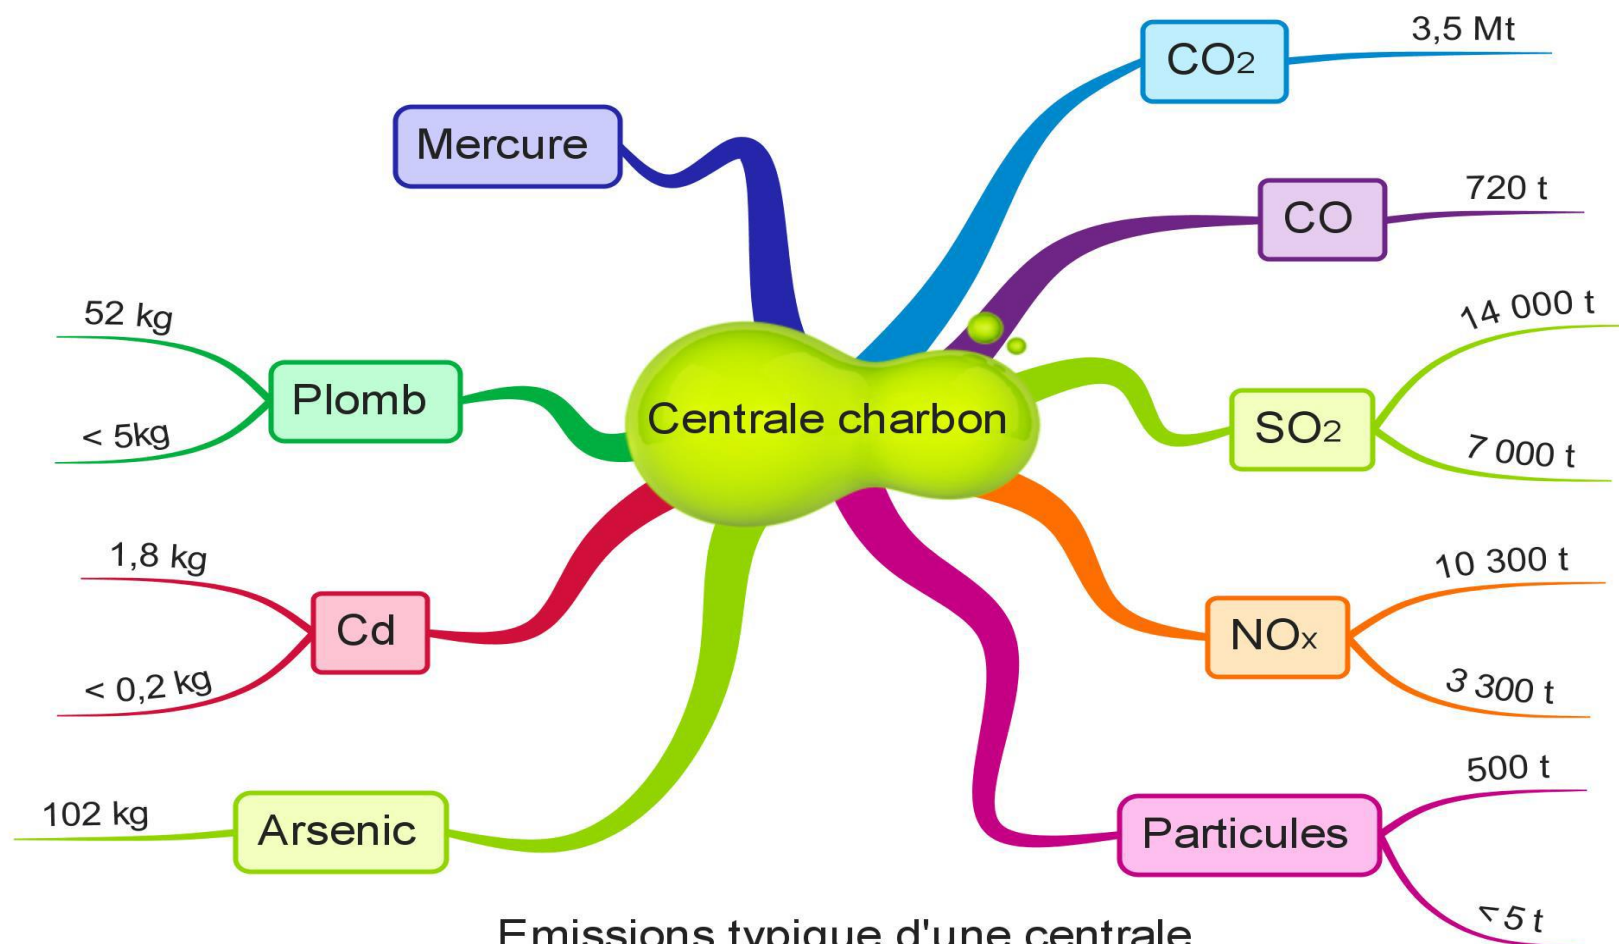 CO2
3,5 Mt
Mercure
CO
720 t
14 000 t
SO2
7 000 t
52 kg
Plomb
< 5kg
Centrale charbon
1,8 kg
Cd
< 0,2 kg
10 300 t
NOx
3 300 t
102 kg
Arsenic
500 t
Particules
< 5 t
Emissions typique d'une centrale